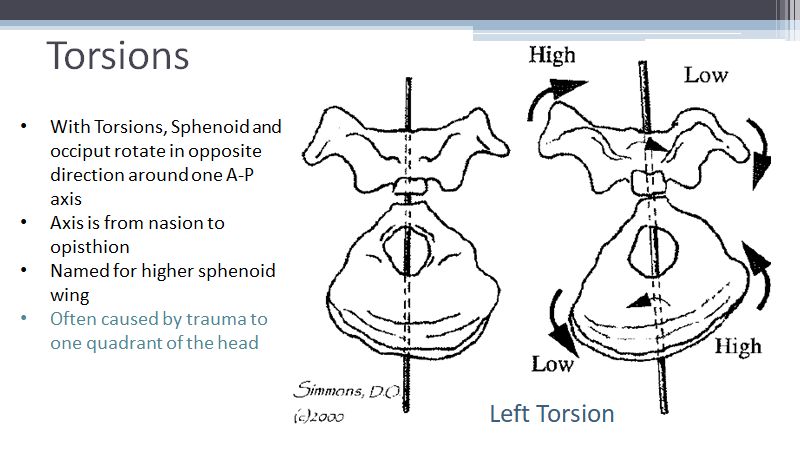 Torsions
• With Torsions, Sphenoid and
occiput rotate in opposite
direction around one A-P
axis
• Axis is from nasion to
opisthion
• Named for higher sphenoid
wing
• Often caused by trauma to
one quadrant of the head
High
Low
Low
High
Simmons, D.O.
(c)2000
Left Torsion